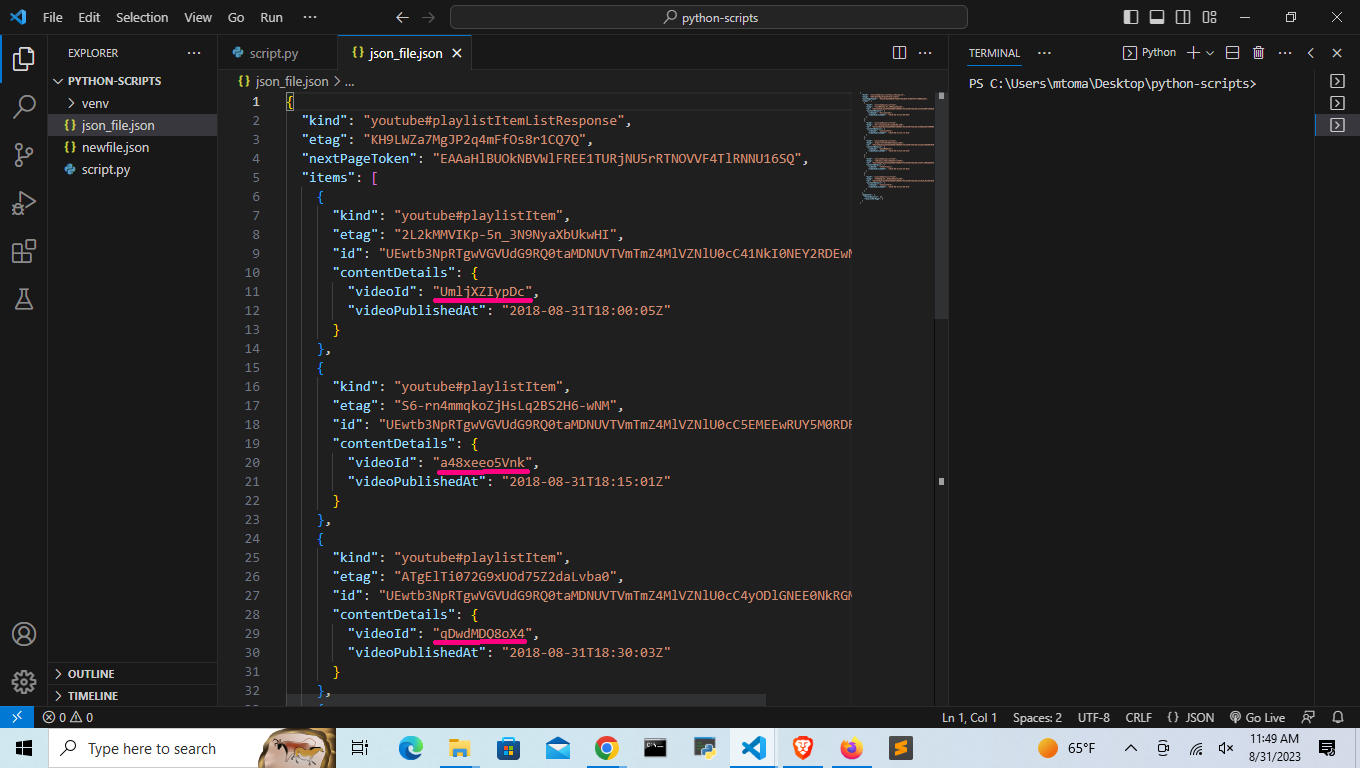 File Edit Selection View Go Run ··· python-scripts
EXPLORER ···
PYTHON-SCRIPTS
venv
json_file.json
newfile.json
script.py
OUTLINE
TIMELINE
script.py json_file.json
json_file.json > ...
1 {
2 "kind": "youtube#playlistItemListResponse",
3 "etag": "KH9LWZa7MgJP2q4mFfOs8r1CQ7Q",
4 "nextPageToken": "EAAaHlBUOkNBVWlFREE1TURjNU5rRTNOVVF4TlRNNU16SQ",
5 "items": [
6 {
7 "kind": "youtube#playlistItem",
8 "etag": "2L2kMMVIKp-5n_3N9NyaXbUkwHI",
9 "id": "UEwtb3NpRTgwVGVUdG9RQ0taMDNUVTVmTmZ4MlVZNlU0cC41NkI0NEY2RDEwN
10 "contentDetails": {
11 "videoId": "UmljXZIypDc",
12 "videoPublishedAt": "2018-08-31T18:00:05Z"
13 }
14 },
15 {
16 "kind": "youtube#playlistItem",
17 "etag": "S6-rn4mmqkoZjHsLq2BS2H6-wNM",
18 "id": "UEwtb3NpRTgwVGVUdG9RQ0taMDNUVTVmTmZ4MlVZNlU0cC5EMEEwRUY5M0RDR
19 "contentDetails": {
20 "videoId": "a48xeeo5Vnk",
21 "videoPublishedAt": "2018-08-31T18:15:01Z"
22 }
23 },
24 {
25 "kind": "youtube#playlistItem",
26 "etag": "ATgElTi072G9xUOd75Z2daLvba0",
27 "id": "UEwtb3NpRTgwVGVUdG9RQ0taMDNUVTVmTmZ4MlVZNlU0cC4yODlGNEE0NkRGM
28 "contentDetails": {
29 "videoId": "qDwdMDQ8oX4",
30 "videoPublishedAt": "2018-08-31T18:30:03Z"
31 }
32 },
TERMINAL ··· Python
PS C:\Users\mtoma\Desktop\python-scripts>
0 0 Ln 1, Col 1 Spaces: 2 UTF-8 CRLF {} JSON Go Live
Type here to search 65°F 11:49 AM
8/31/2023